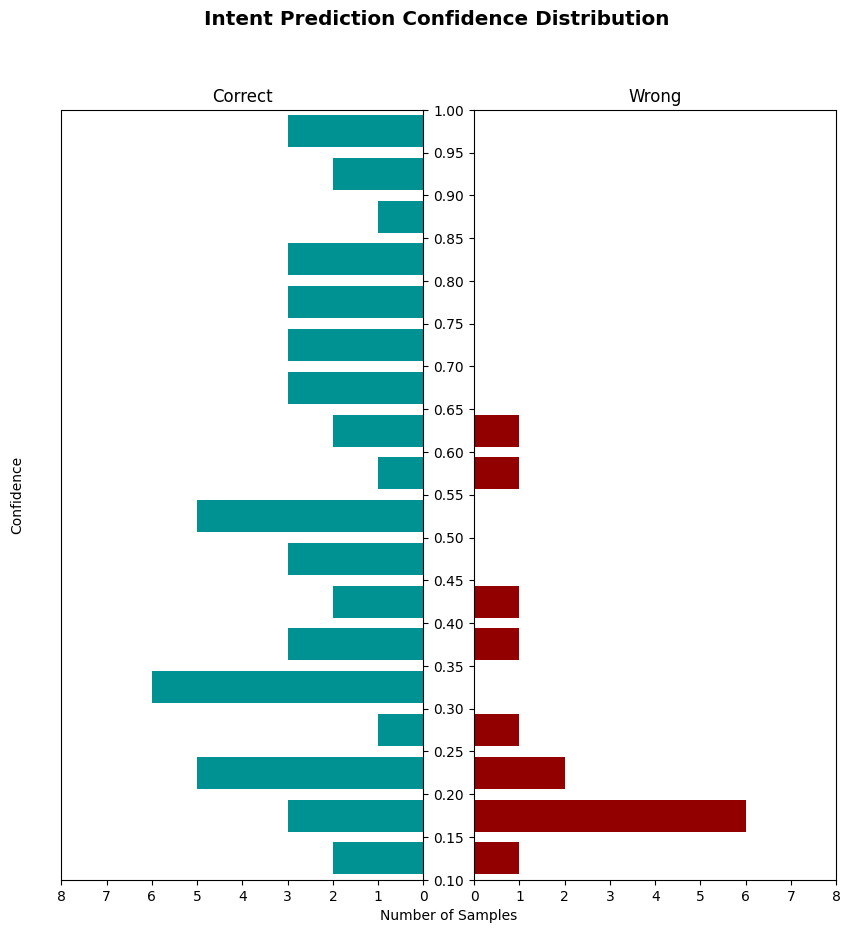 Intent Prediction Confidence Distribution
Correct
Wrong
1.00
0.95
0.90
0.85
0.80
0.75
0.70
0.65
0.60
0.55
0.50
0.45
0.40
0.35
0.30
0.25
0.20
0.15
0.10
Confidence
8 7 6 5 4 3 2 1 0
0 1 2 3 4 5 6 7 8
Number of Samples